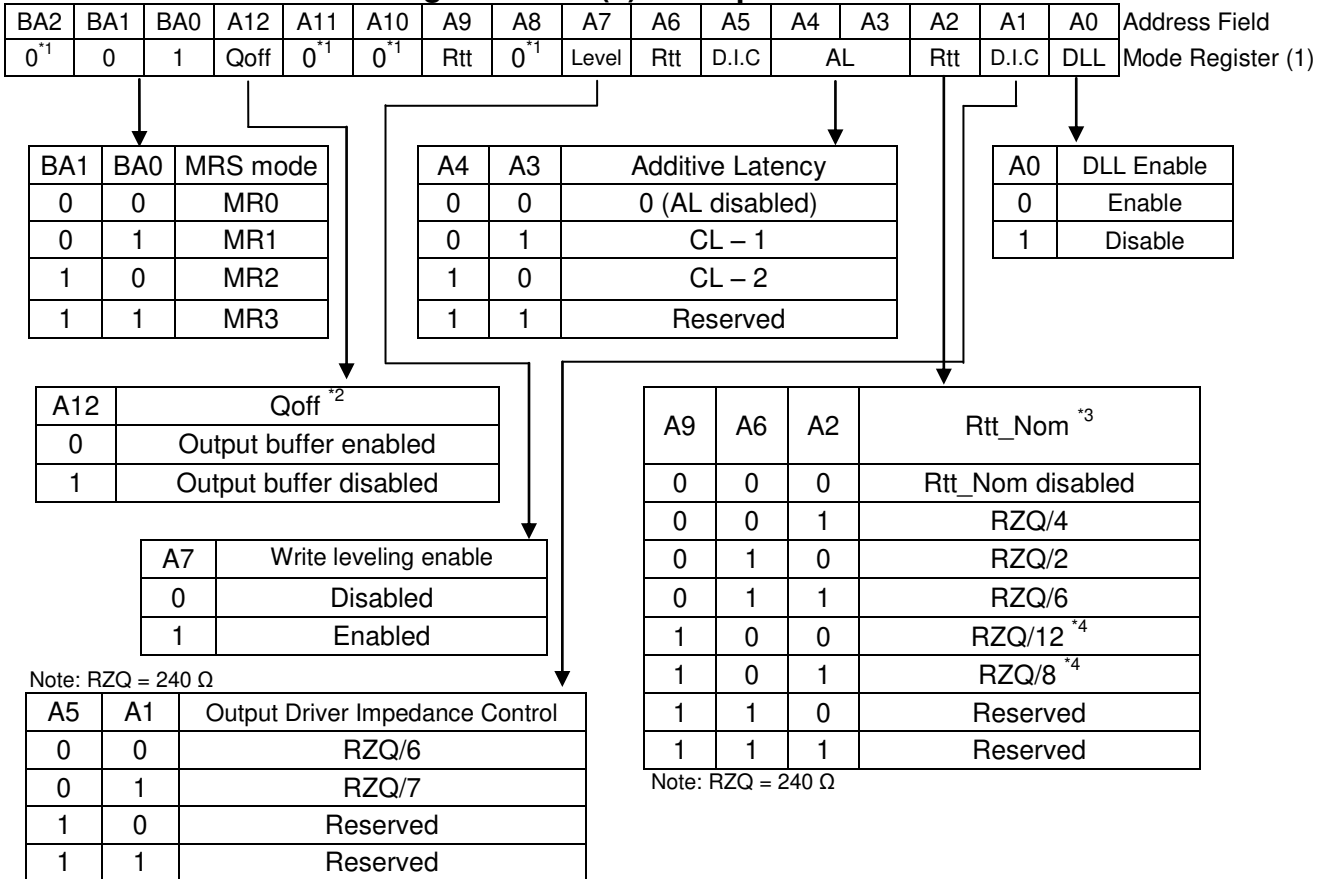 BA2 BA1 BA0 A12 A11 A10 A9 A8 A7 A6 A5 A4 A3 A2 A1 A0 Address Field
0*1 0 1 Qoff 0*1 0*1 Rtt 0*1 Level Rtt D.I.C AL Rtt D.I.C DLL Mode Register (1)
BA1 BA0 MRS mode
0 0 MR0
0 1 MR1
1 0 MR2
1 1 MR3
A4 A3 Additive Latency
0 0 0 (AL disabled)
0 1 CL – 1
1 0 CL – 2
1 1 Reserved
A0 DLL Enable
0 Enable
1 Disable
A12 Qoff *2
0 Output buffer enabled
1 Output buffer disabled
A7 Write leveling enable
0 Disabled
1 Enabled
Note: RZQ = 240 Ω
A5 A1 Output Driver Impedance Control
0 0 RZQ/6
0 1 RZQ/7
1 0 Reserved
1 1 Reserved
A9 A6 A2 Rtt_Nom *3
0 0 0 Rtt_Nom disabled
0 0 1 RZQ/4
0 1 0 RZQ/2
0 1 1 RZQ/6
1 0 0 RZQ/12 *4
1 0 1 RZQ/8 *4
1 1 0 Reserved
1 1 1 Reserved
Note: RZQ = 240 Ω